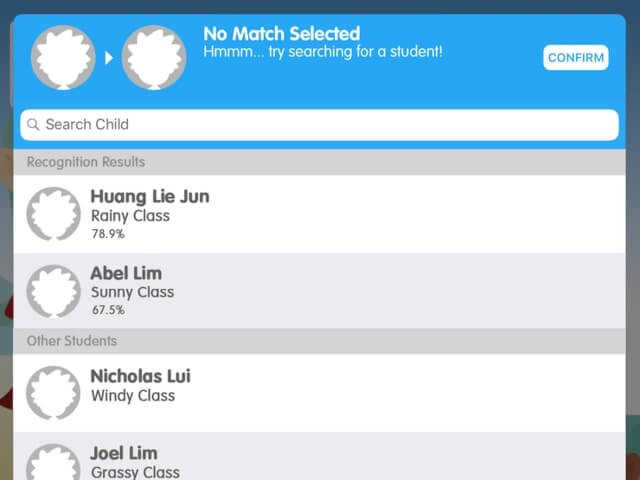 No Match Selected
Hmmm... try searching for a student!
CONFIRM
Search Child
Recognition Results
Huang Lie Jun
Rainy Class
78.9%
Abel Lim
Sunny Class
67.5%
Other Students
Nicholas Lui
Windy Class
Joel Lim
Grassy Class